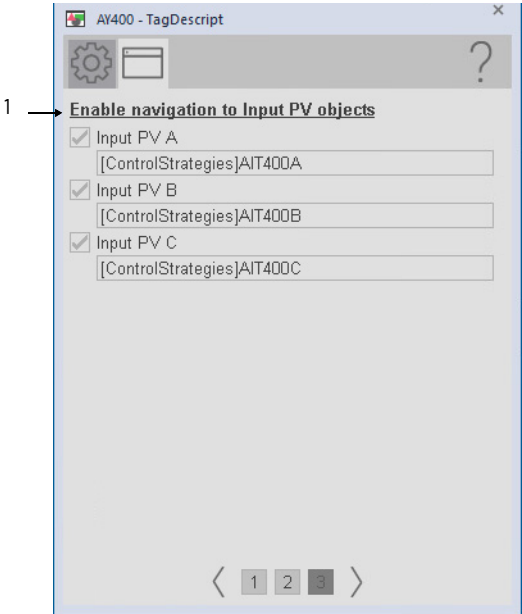 AY400 - TagDescript
×
?
1
Enable navigation to Input PV objects
Input PV A
[ControlStrategies]AIT400A
Input PV B
[ControlStrategies]AIT400B
Input PV C
[ControlStrategies]AIT400C
1 2 3